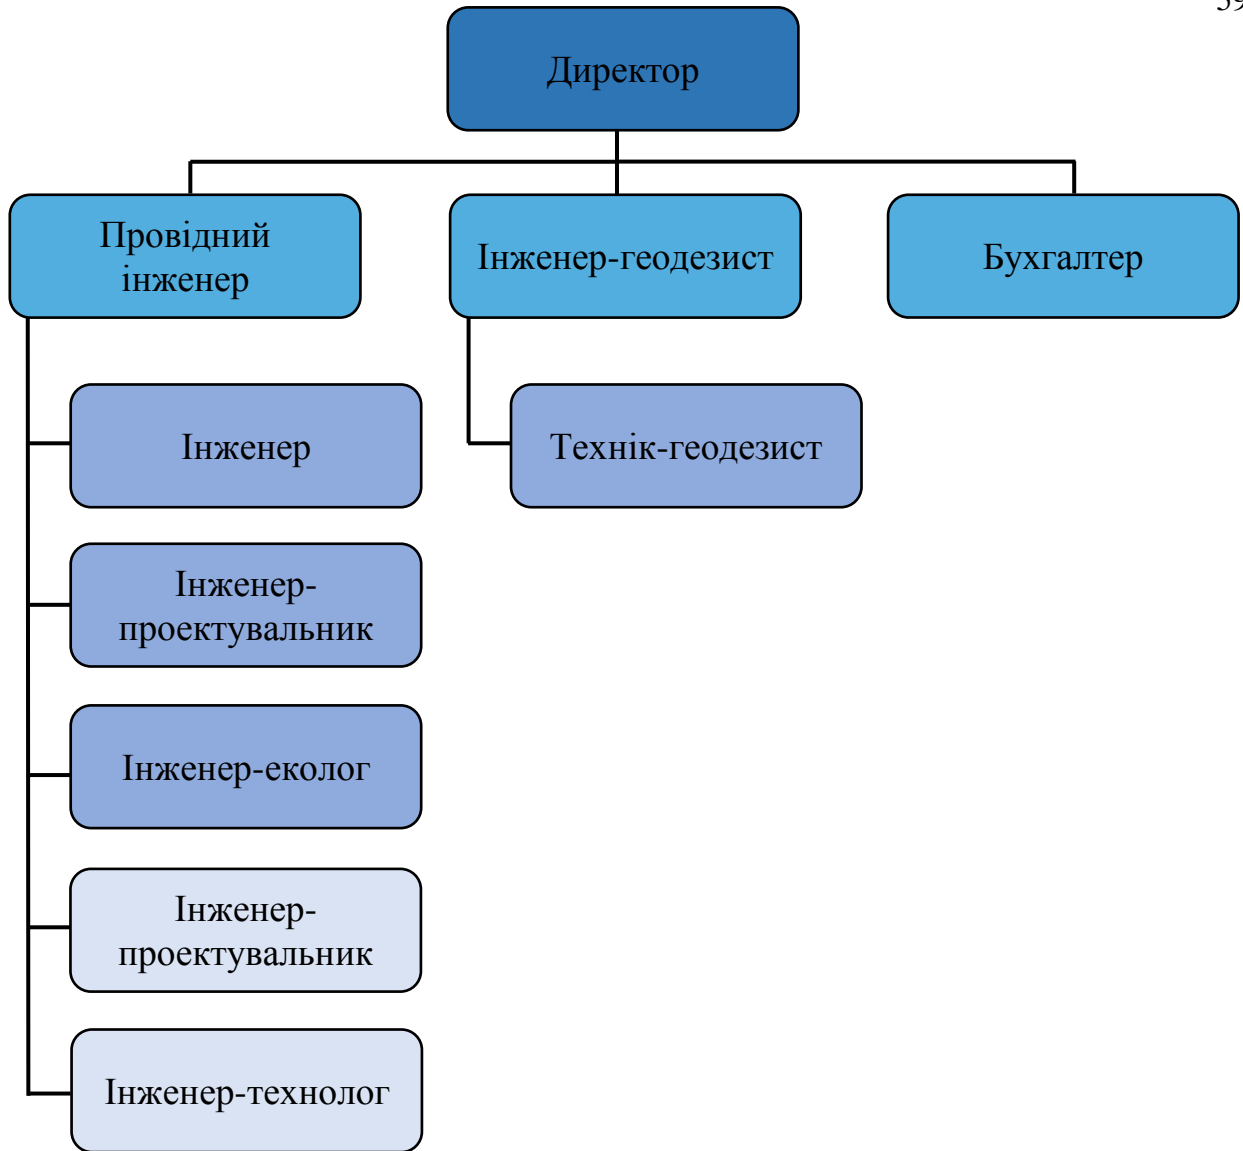 Директор
Провідний
інженер
Інженер-геодезист
Бухгалтер
Інженер
Технік-геодезист
Інженер-
проектувальник
Інженер-еколог
Інженер-
проектувальник
Інженер-технолог